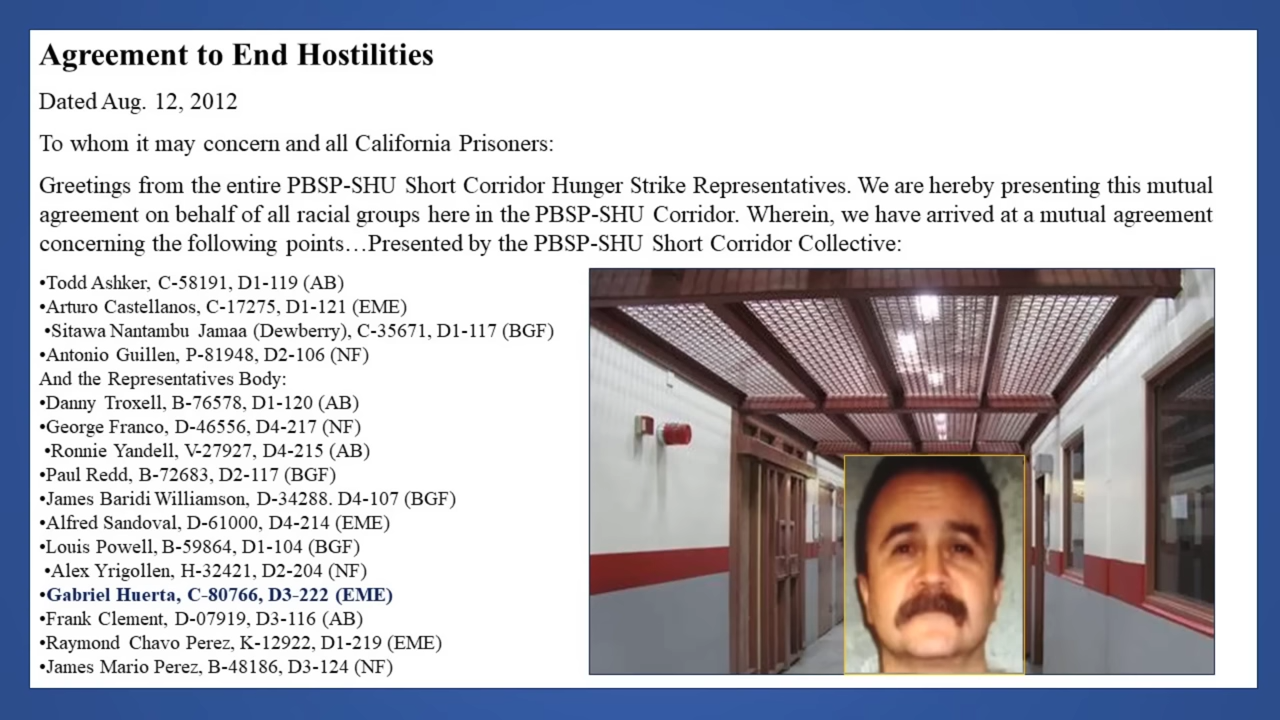 Agreement to End Hostilities
Dated Aug. 12, 2012
To whom it may concern and all California Prisoners:
Greetings from the entire PBSP-SHU Short Corridor Hunger Strike Representatives. We are hereby presenting this mutual
agreement on behalf of all racial groups here in the PBSP-SHU Corridor. Wherein, we have arrived at a mutual agreement
concerning the following points…Presented by the PBSP-SHU Short Corridor Collective:
•Todd Ashker, C-58191, D1-119 (AB)
•Arturo Castellanos, C-17275, D1-121 (EME)
•Sitawa Nantambu Jamaa (Dewberry), C-35671, D1-117 (BGF)
•Antonio Guillen, P-81948, D2-106 (NF)
And the Representatives Body:
•Danny Troxell, B-76578, D1-120 (AB)
•George Franco, D-46556, D4-217 (NF)
•Ronnie Yandell, V-27927, D4-215 (AB)
•Paul Redd, B-72683, D2-117 (BGF)
•James Baridi Williamson, D-34288. D4-107 (BGF)
•Alfred Sandoval, D-61000, D4-214 (EME)
•Louis Powell, B-59864, D1-104 (BGF)
•Alex Yrigollen, H-32421, D2-204 (NF)
•Gabriel Huerta, C-80766, D3-222 (EME)
•Frank Clement, D-07919, D3-116 (AB)
•Raymond Chavo Perez, K-12922, D1-219 (EME)
•James Mario Perez, B-48186, D3-124 (NF)